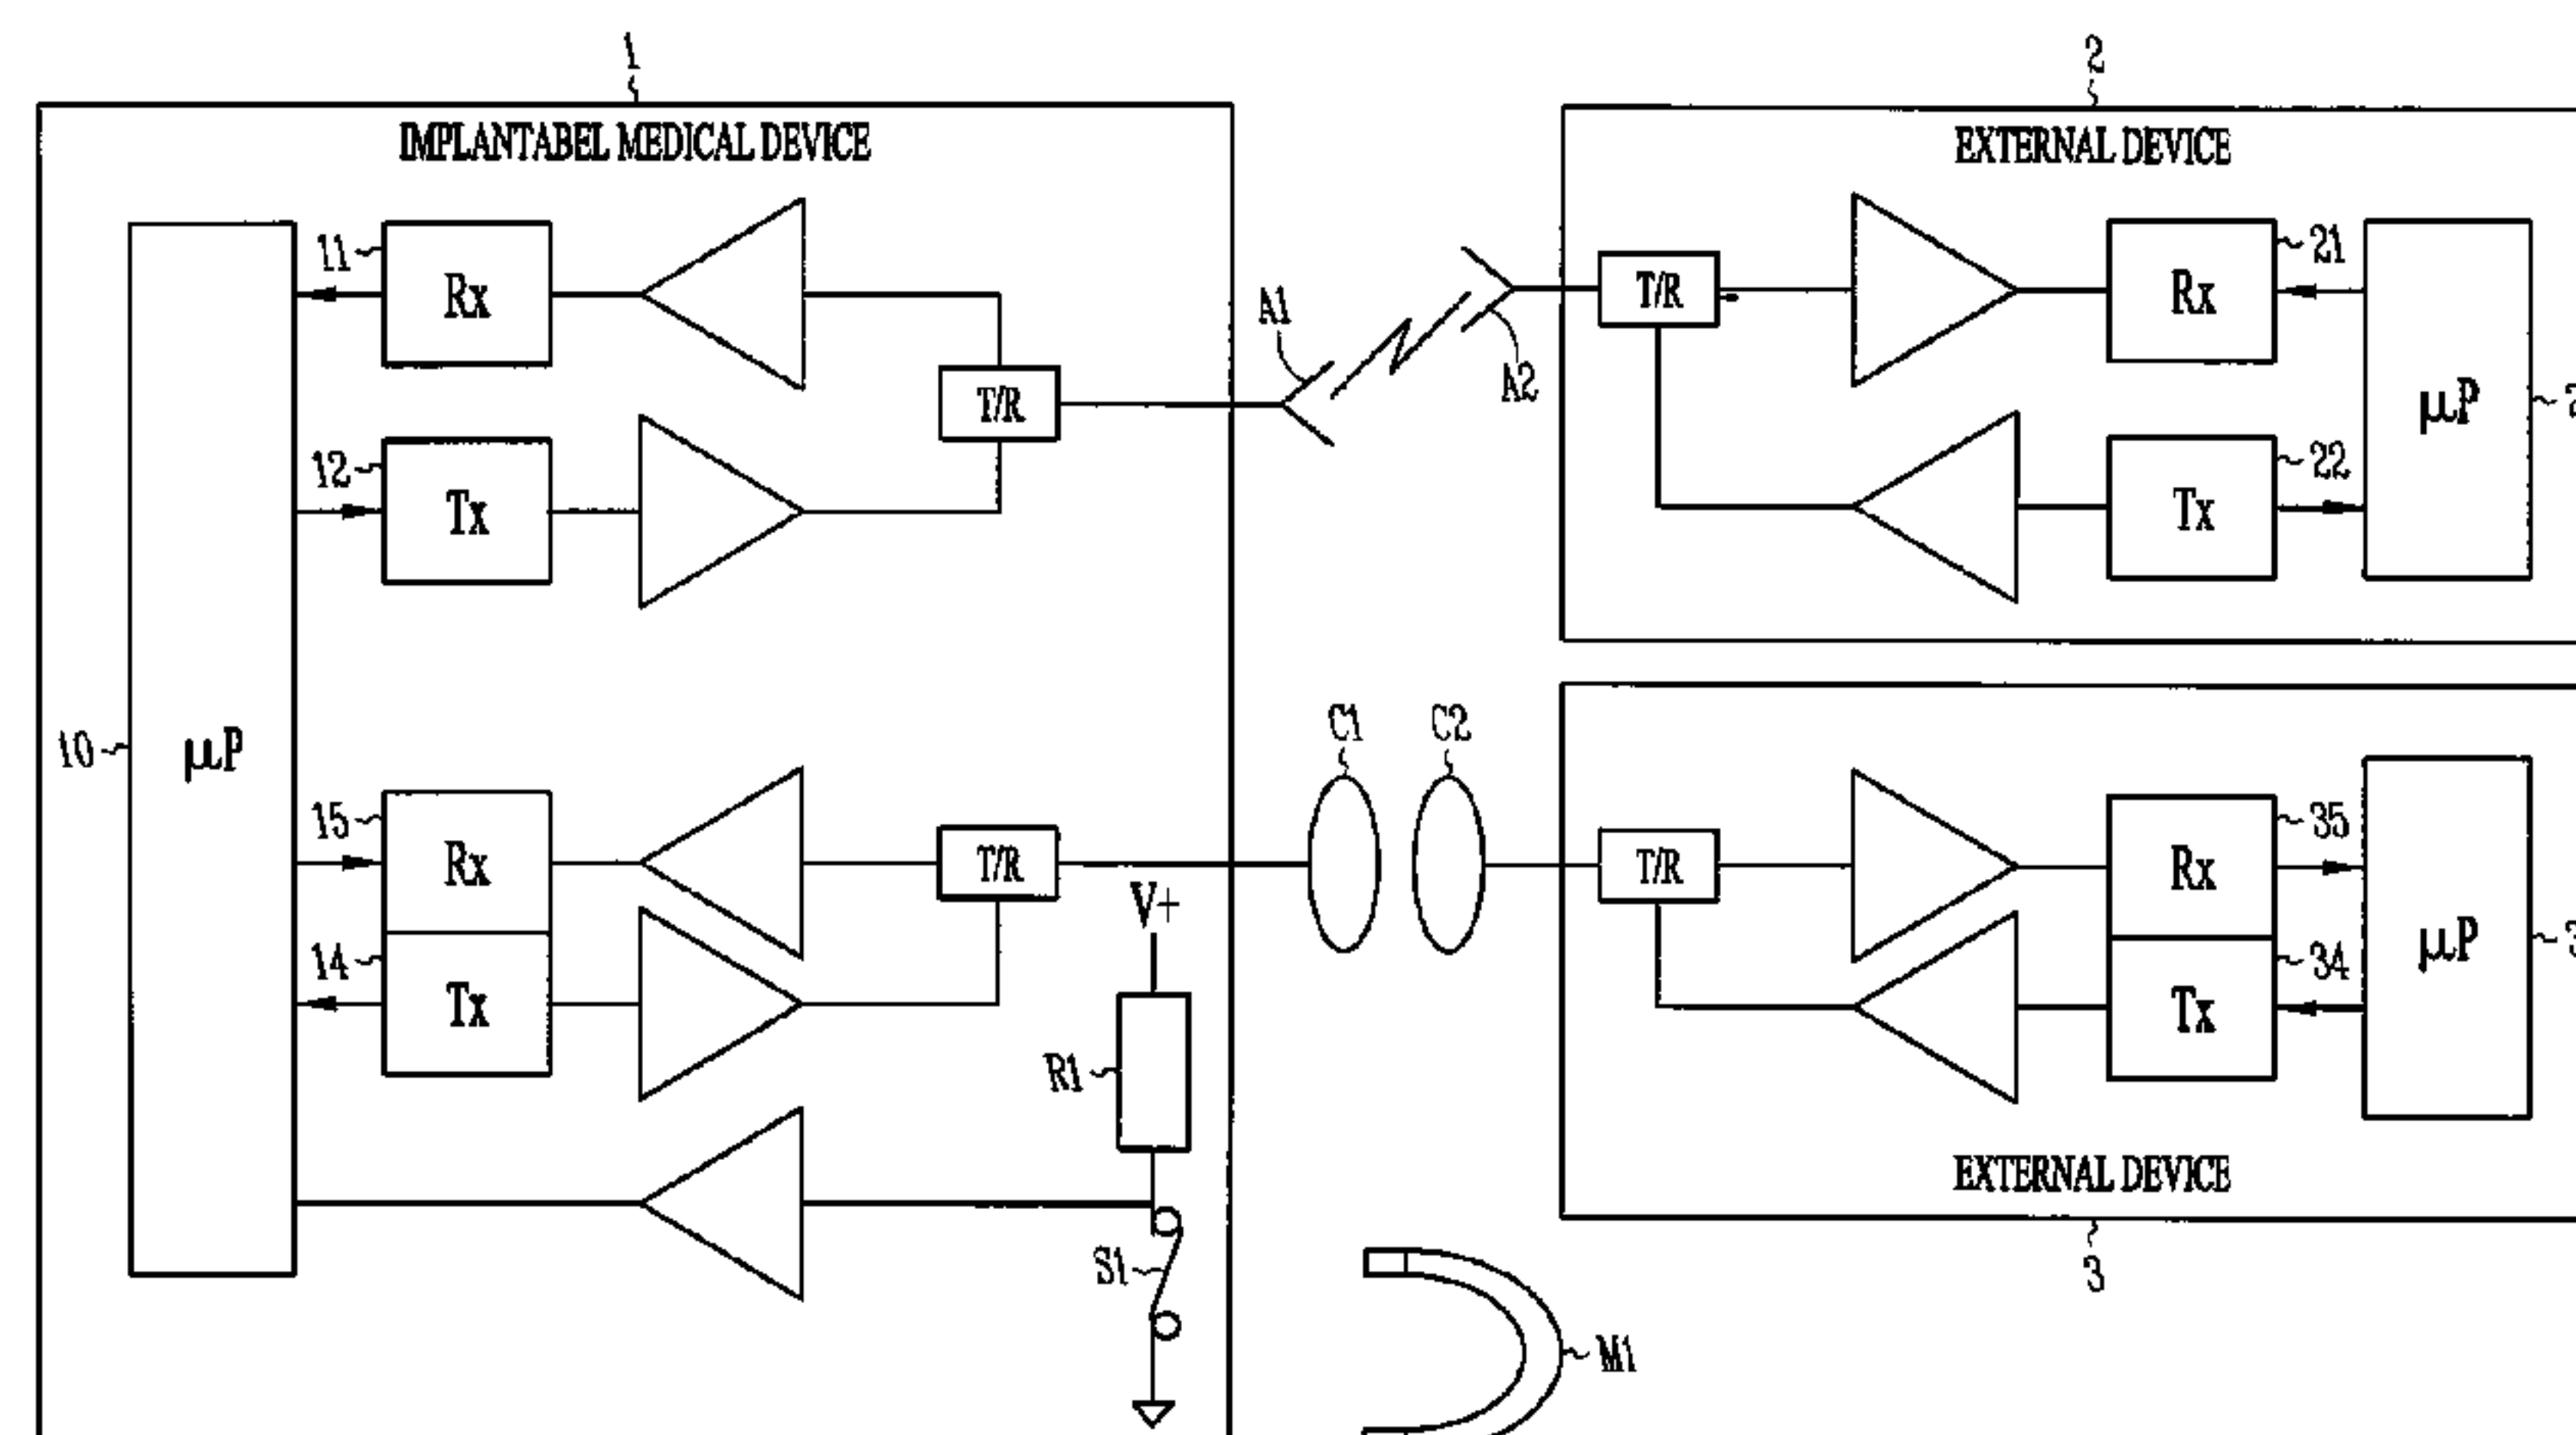 1
IMPLANTABEL MEDICAL DEVICE
11
Rx
12
Tx
T/R
10
µP
15
Rx
14
Tx
T/R
V+
R1
S1
A1
A2
C1
C2
M1
2
EXTERNAL DEVICE
T/R
Rx
21
Tx
22
µP
T/R
Rx
35
Tx
34
µP
EXTERNAL DEVICE
3